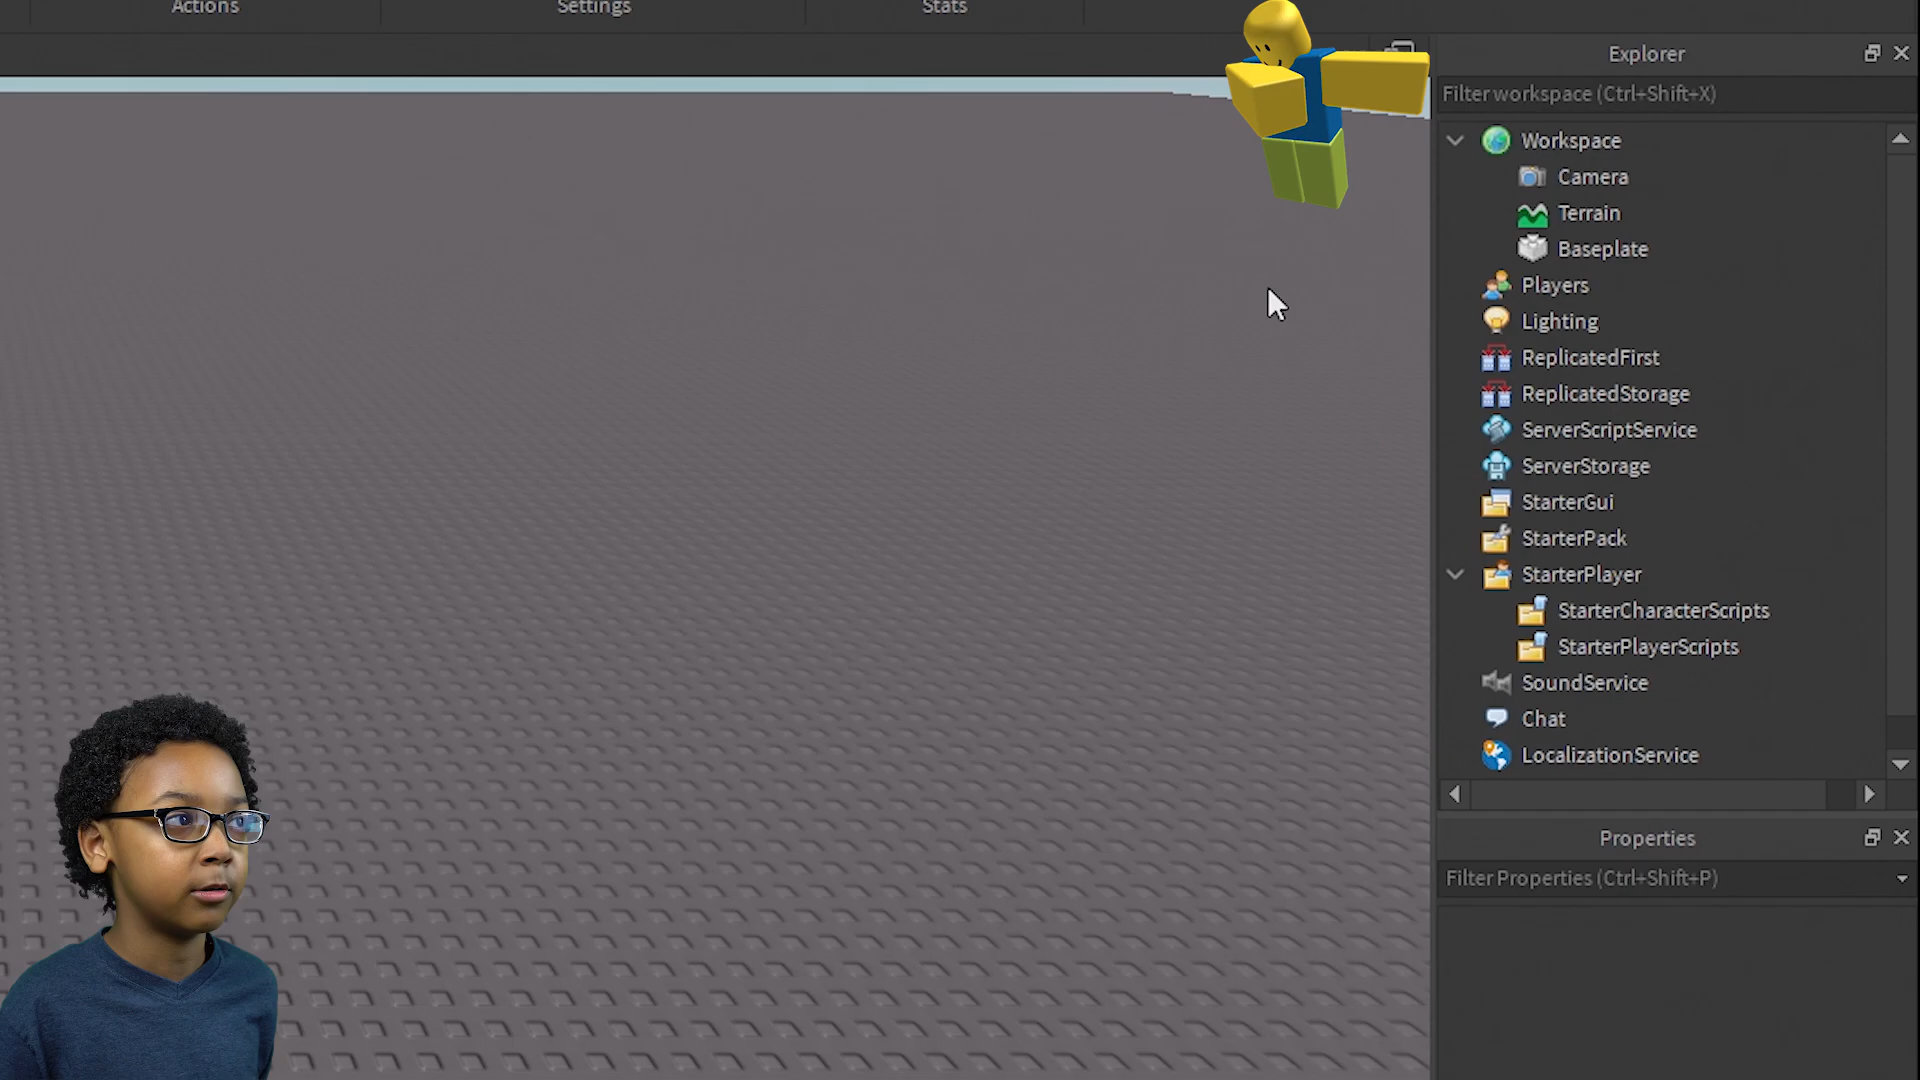 Actions
Settings
Stats
Explorer
Filter workspace (Ctrl+Shift+X)
Workspace
Camera
Terrain
Baseplate
Players
Lighting
ReplicatedFirst
ReplicatedStorage
ServerScriptService
ServerStorage
StarterGui
StarterPack
StarterPlayer
StarterCharacterScripts
StarterPlayerScripts
SoundService
Chat
LocalizationService
Properties
Filter Properties (Ctrl+Shift+P)